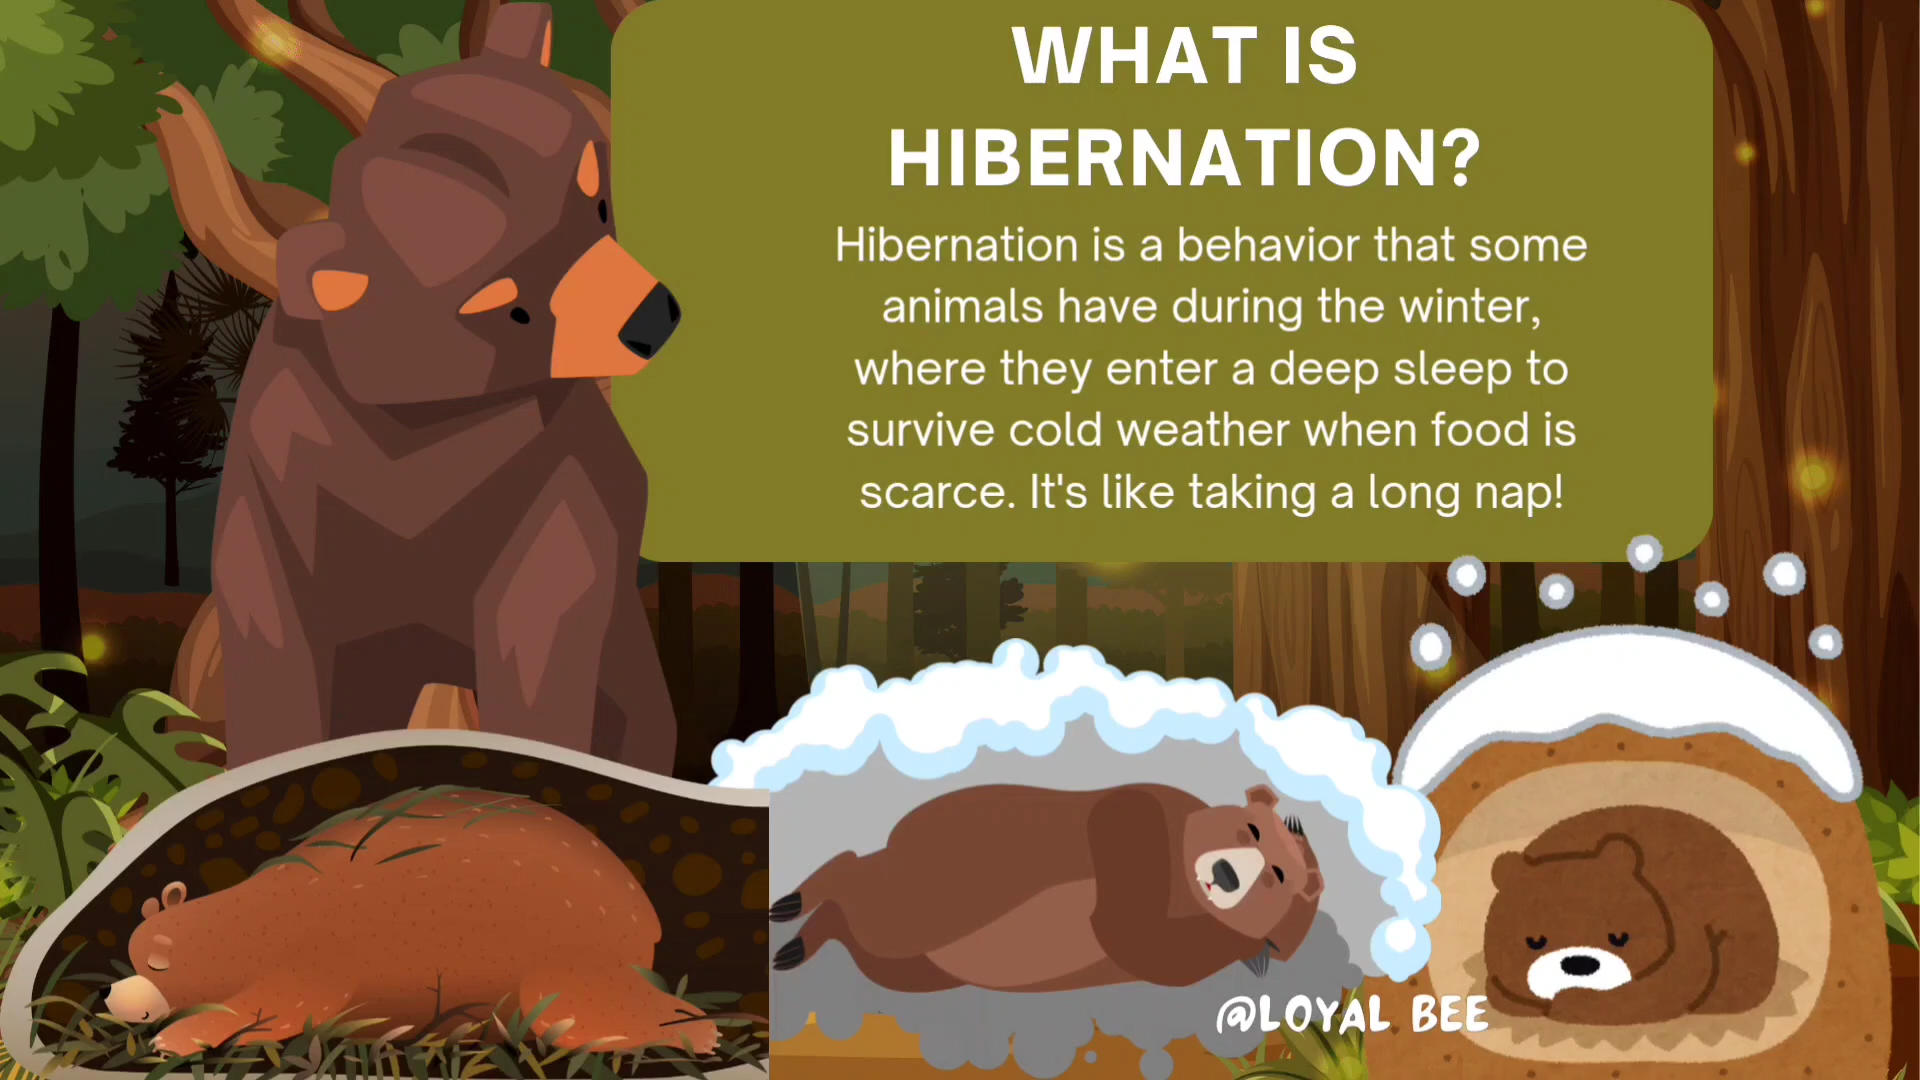 WHAT IS
HIBERNATION?
Hibernation is a behavior that some
animals have during the winter,
where they enter a deep sleep to
survive cold weather when food is
scarce. It's like taking a long nap!
@LOYAL BEE